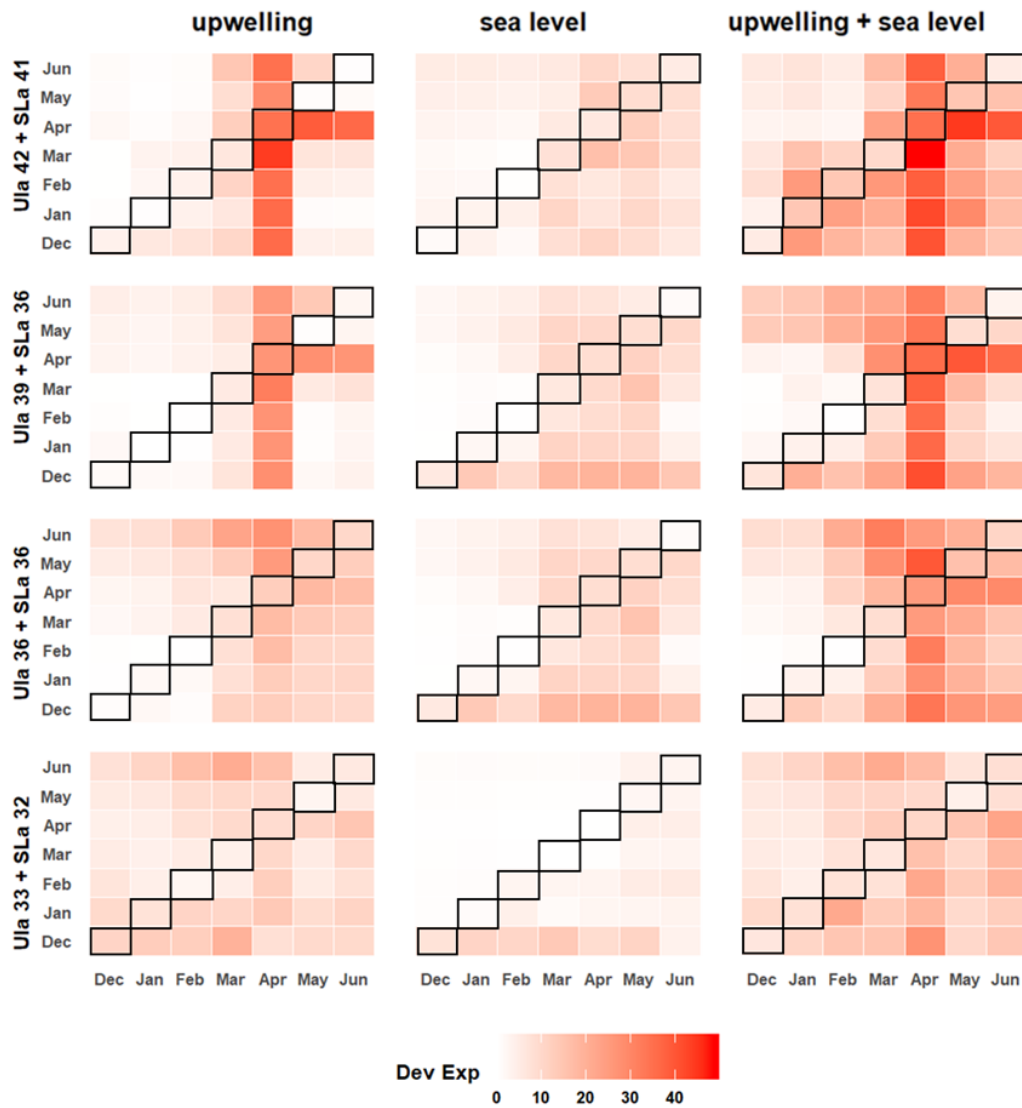 upwelling sea level upwelling + sea level
Ula 42 + SLa 41
Jun
May
Apr
Mar
Feb
Jan
Dec
Ula 39 + SLa 36
Jun
May
Apr
Mar
Feb
Jan
Dec
Ula 36 + SLa 36
Jun
May
Apr
Mar
Feb
Jan
Dec
Ula 33 + SLa 32
Jun
May
Apr
Mar
Feb
Jan
Dec
Dec Jan Feb Mar Apr May Jun Dec Jan Feb Mar Apr May Jun Dec Jan Feb Mar Apr May Jun
Dev Exp
0 10 20 30 40